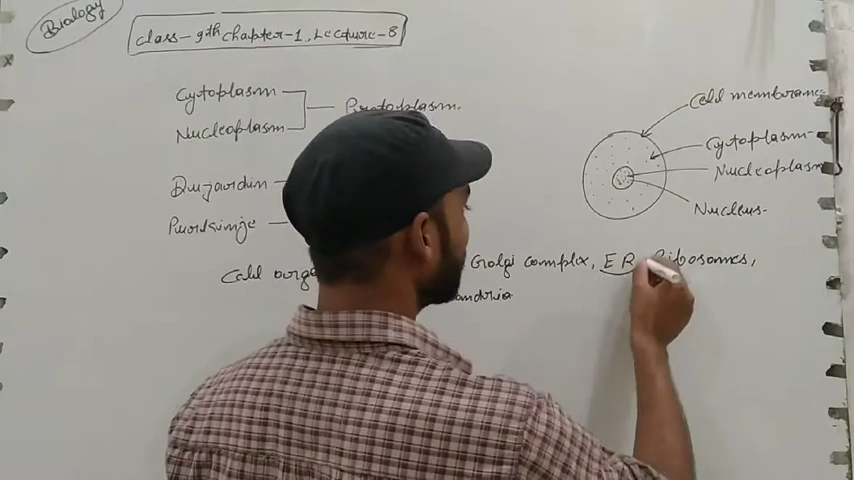 Biology
class-9th chapter-1, Lecture-8
Cytoplasm
Nucleoplasm
Protoplasm.
Dujardin
Purkinje
Cell membrane
Cytoplasm
Nucleoplasm
Nucleus
Cell
Golgi complex, ER, Ribosomes,